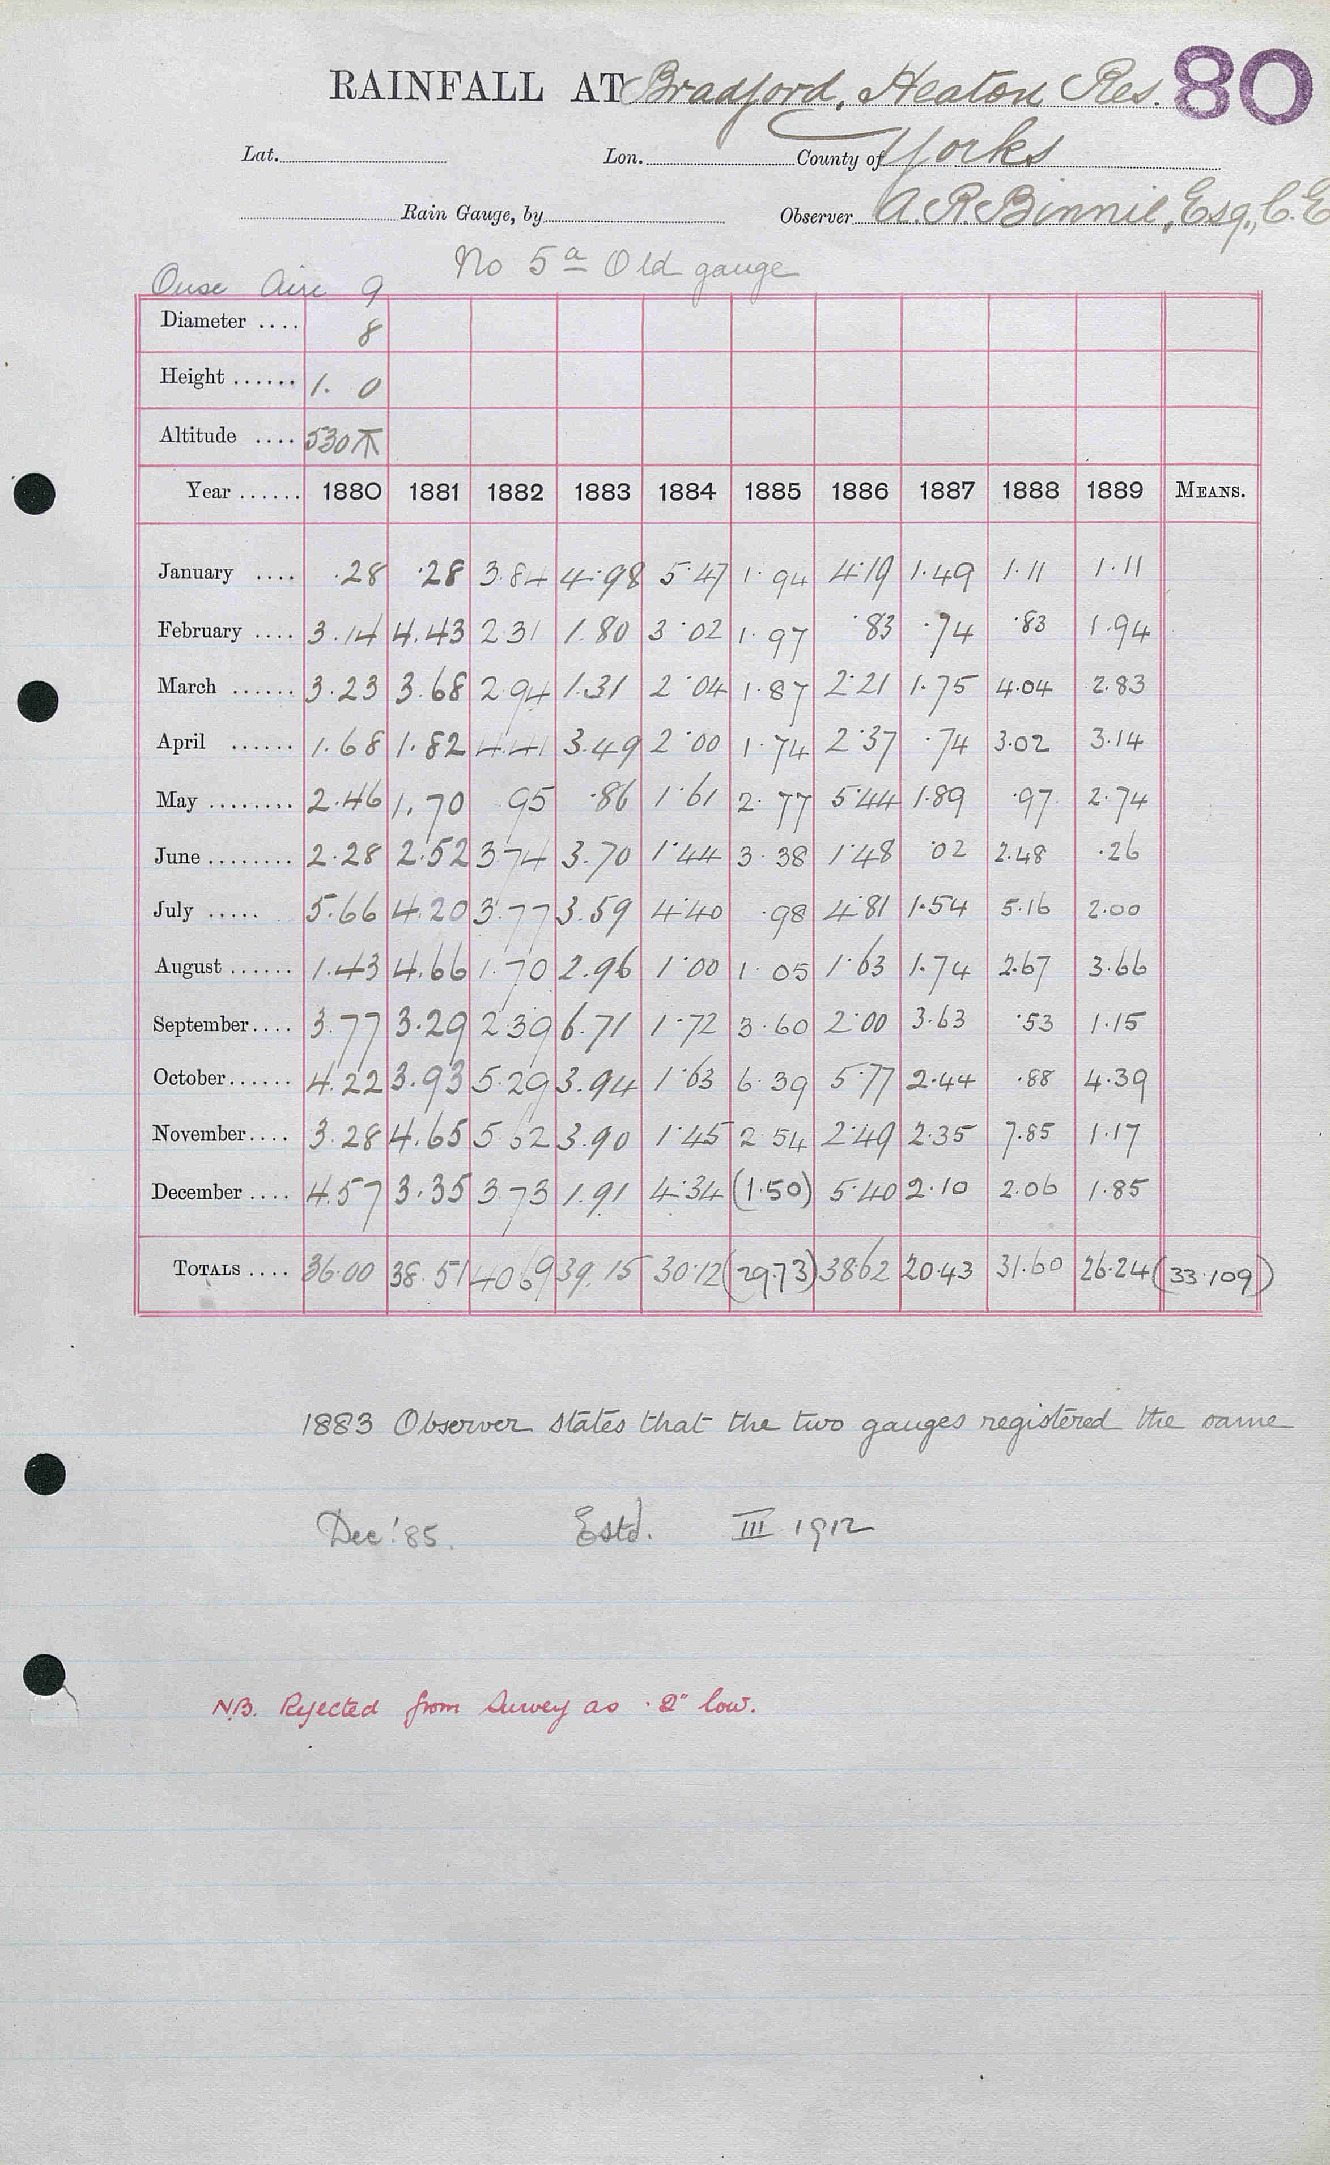 RAINFALL AT Bradford, Heaton Res. 80
Lat. Lon. County of Yorks
Rain Gauge, by Observer A. R. Binnie, Esq., C. E
No 5a Old gauge
Ouse Aire 9
Diameter .... 8
Height ...... 1. 0
Altitude .... 530
Year ...... 1880 1881 1882 1883 1884 1885 1886 1887 1888 1889 MEANS.
January .... .28 .28 3.84 4.98 5.47 1.94 4.19 1.49 1.11 1.11
February .... 3.14 4.43 2.31 1.80 3.02 1.97 .83 .74 .83 1.94
March ...... 3.23 3.68 2.94 1.31 2.04 1.87 2.21 1.75 4.04 2.83
April ...... 1.68 1.82 4.41 3.49 2.00 1.74 2.37 .74 3.02 3.14
May ........ 2.46 1.70 95 .86 1.61 2.77 5.44 1.89 .97 2.74
June ........ 2.28 2.52 3 74 3.70 1.44 3.38 1.48 .02 2.48 .26
July ..... 5.66 4.20 3.77 3.59 4.40 .98 4.81 1.54 5.16 2.00
August ...... 1.43 4.66 1.70 2.96 1.00 1.05 1.63 1.74 2.67 3.66
September .... 3.77 3.29 2 39 6.71 1.72 3.60 2.00 3.63 .53 1.15
October ...... 4.22 3.93 5.29 3.94 1.63 6.39 5.77 2.44 .88 4.39
November .... 3.28 4.65 5 62 3.90 1.45 2 54 2.49 2.35 7.85 1.17
December .... 4.57 3.35 3 73 1.91 4.34 (1.50) 5.40 2.10 2.06 1.85
TOTALS .... 36.00 38.51 40 69 39.15 30.12 (29.73) 38.62 20.43 31.60 26.24 (33.109)
1883 Observer states that the two gauges registered the same
Dec '85. Estd. III 1912
N.B. Rejected from Survey as .2" low.